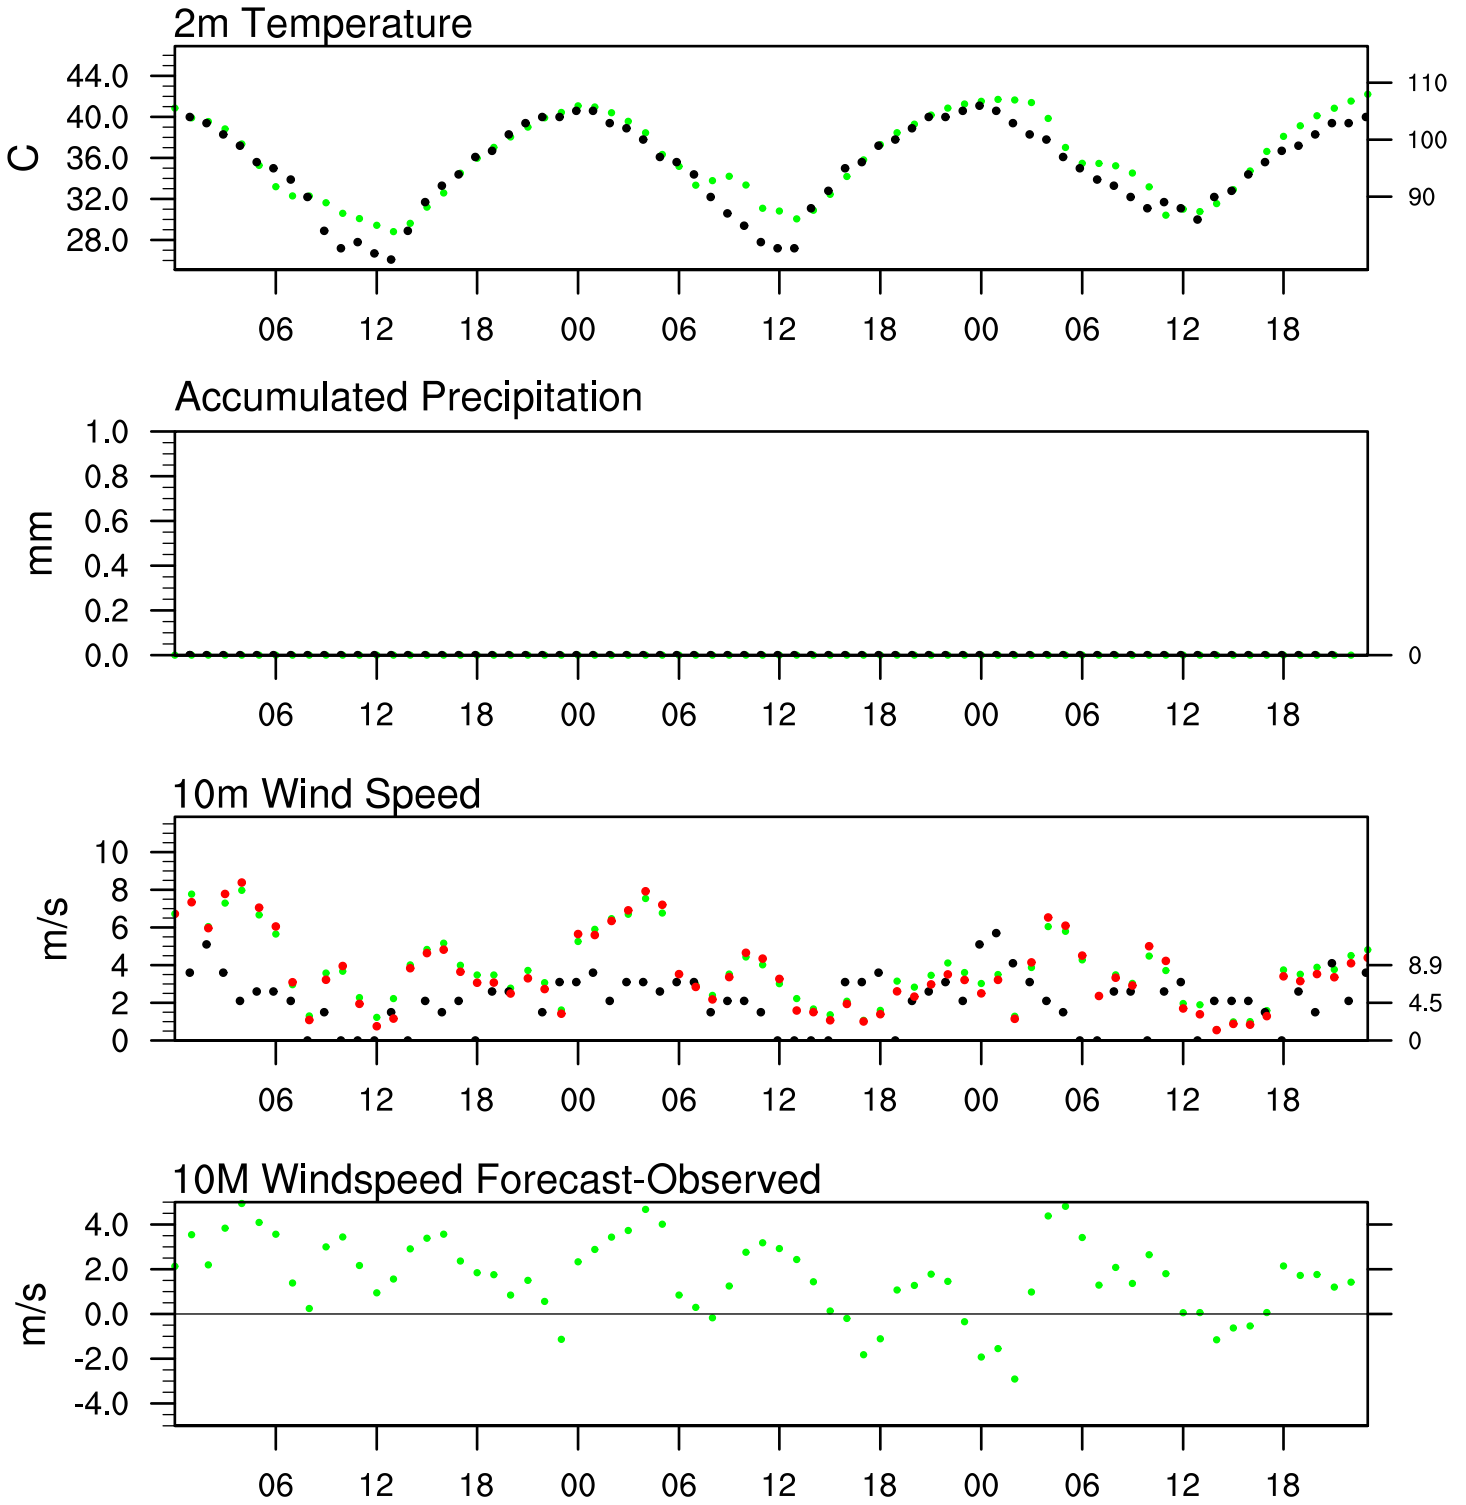 2m Temperature
44.0
40.0
36.0
32.0
28.0
C
110
100
90
06 12 18 00 06 12 18 00 06 12 18
Accumulated Precipitation
1.0
0.8
0.6
0.4
0.2
0.0
mm
0
06 12 18 00 06 12 18 00 06 12 18
10m Wind Speed
10
8
6
4
2
0
m/s
8.9
4.5
0
06 12 18 00 06 12 18 00 06 12 18
10M Windspeed Forecast-Observed
4.0
2.0
0.0
-2.0
-4.0
m/s
06 12 18 00 06 12 18 00 06 12 18